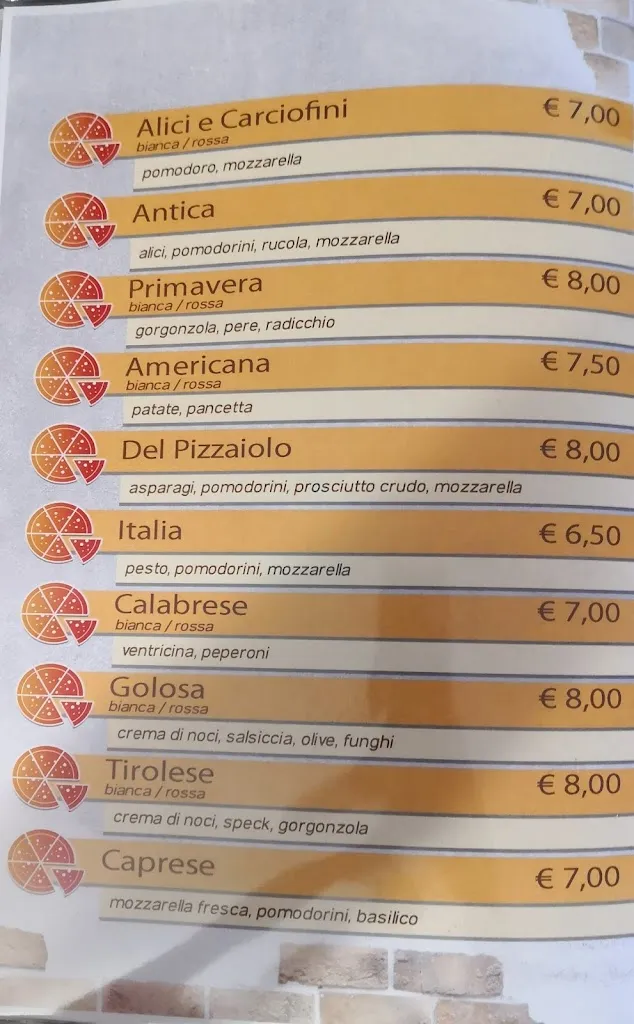 Alici e Carciofini € 7,00
bianca / rossa
pomodoro, mozzarella
Antica € 7,00
alici, pomodorini, rucola, mozzarella
Primavera € 8,00
bianca / rossa
gorgonzola, pere, radicchio
Americana € 7,50
bianca / rossa
patate, pancetta
Del Pizzaiolo € 8,00
asparagi, pomodorini, prosciutto crudo, mozzarella
Italia € 6,50
pesto, pomodorini, mozzarella
Calabrese € 7,00
bianca / rossa
ventricina, peperoni
Golosa € 8,00
bianca / rossa
crema di noci, salsiccia, olive, funghi
Tirolese € 8,00
bianca / rossa
crema di noci, speck, gorgonzola
Caprese € 7,00
mozzarella fresca, pomodorini, basilico